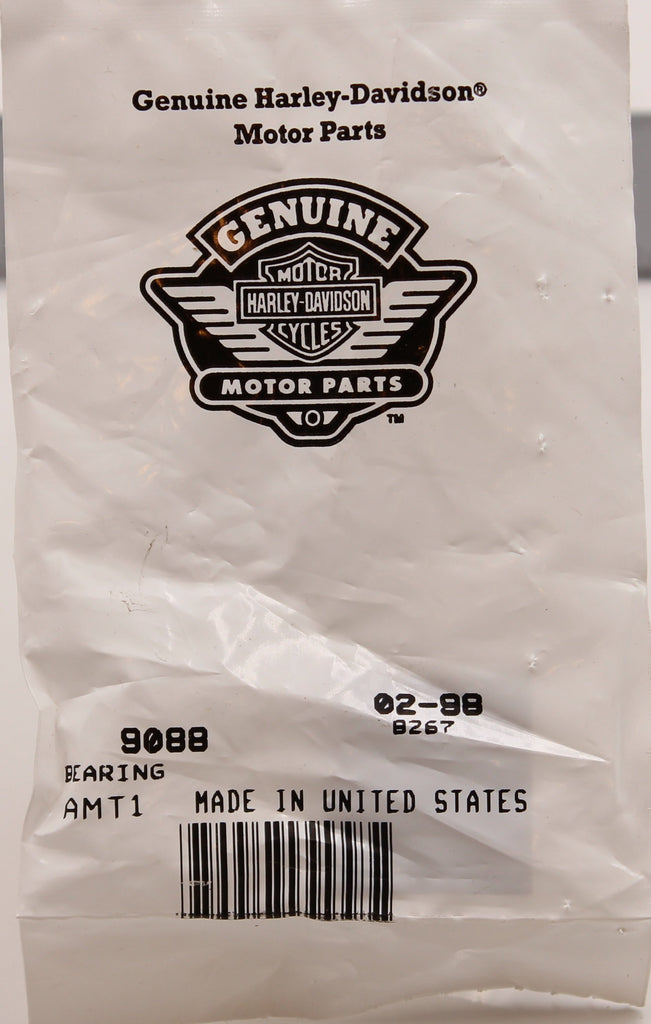 Genuine Harley-Davidson®
Motor Parts
GENUINE
MOTOR
HARLEY-DAVIDSON
CYCLES
MOTOR PARTS
TM
02-98
8267
9088
BEARING
AMT1 MADE IN UNITED STATES